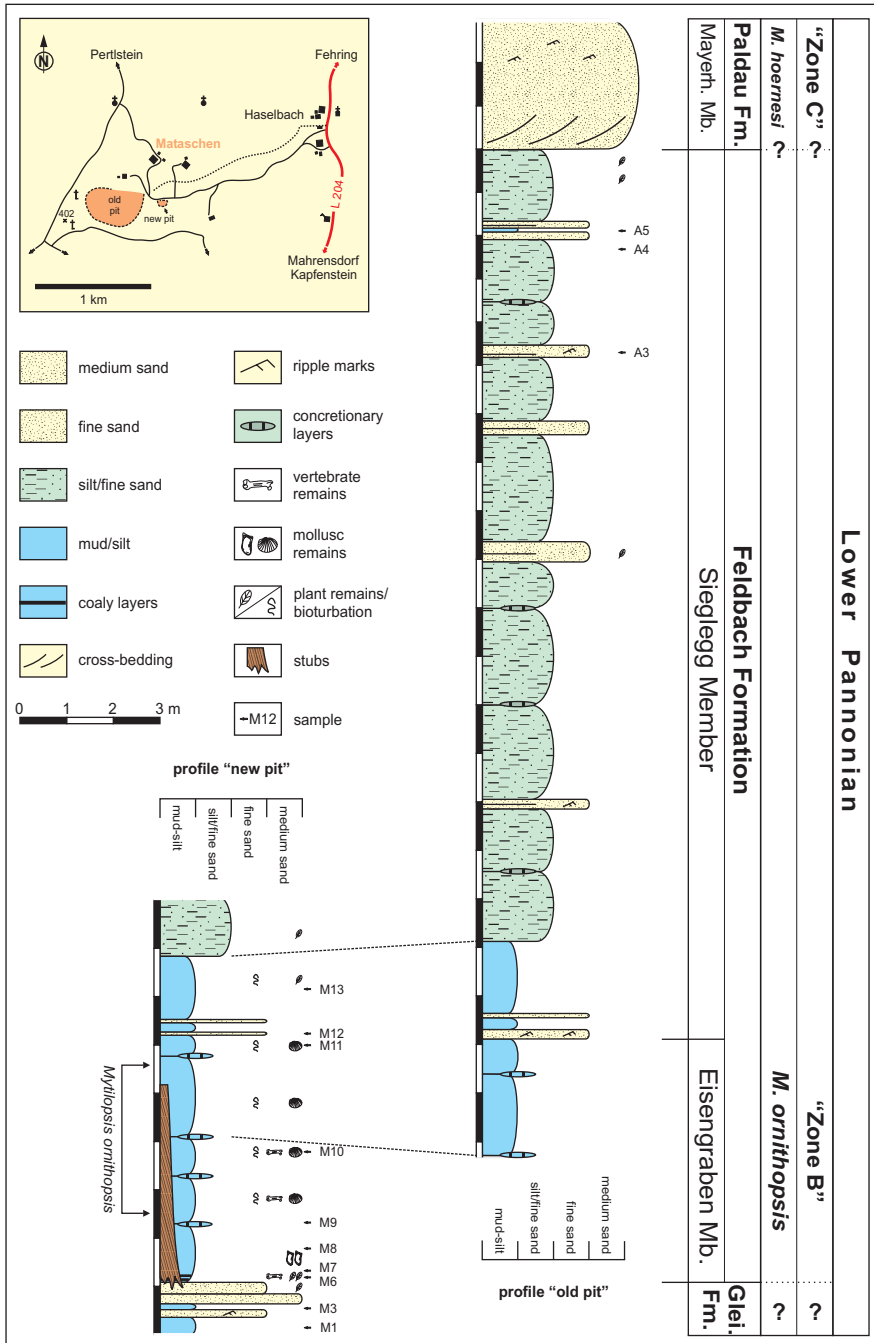 N
Pertlstein
Fehring
Haselbach
Mataschen
old
pit
new pit
402
L 204
Mahrensdorf
Kapfenstein
1 km
medium sand
fine sand
silt/fine sand
mud/silt
coaly layers
cross-bedding
ripple marks
concretionary
layers
vertebrate
remains
mollusc
remains
plant remains/
bioturbation
stubs
M12
sample
0 1 2 3 m
profile "new pit"
mud-silt
silt/fine sand
fine sand
medium sand
M13
M12
M11
M10
M9
M8
M7
M6
M3
M1
Mytilopsis ornithopsis
A5
A4
A3
mud-silt
silt/fine sand
fine sand
medium sand
profile "old pit"
Mayerh. Mb.
Paldau Fm.
M. hoernesi
"Zone C"
?
?
Sieglegg Member
Feldbach Formation
Lower Pannonian
Eisengraben Mb.
M. ornithopsis
"Zone B"
Glei.
Fm.
?
?